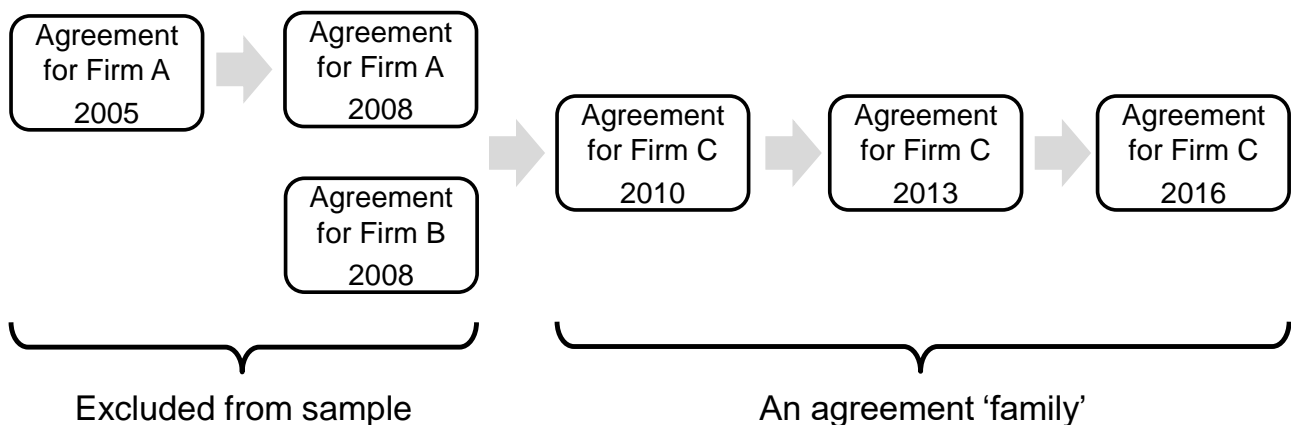 Agreement
for Firm A
2005
Agreement
for Firm A
2008
Agreement
for Firm B
2008
Agreement
for Firm C
2010
Agreement
for Firm C
2013
Agreement
for Firm C
2016
Excluded from sample
An agreement ‘family’